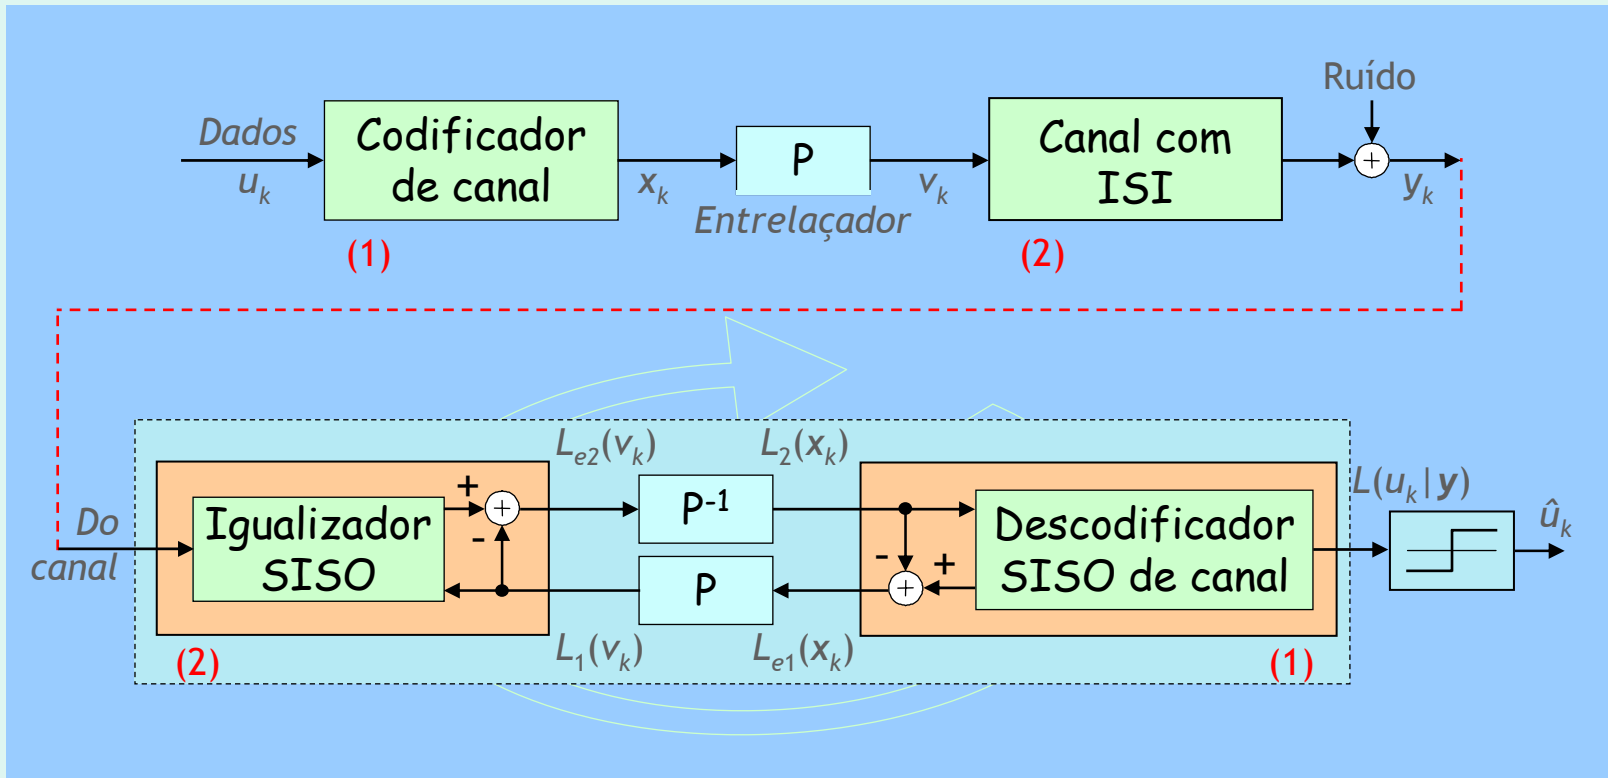 Ruído
Dados
u_k
Codificador
de canal
x_k
P
Entrelaçador
v_k
Canal com
ISI
+
y_k
(1)
(2)
L_e2(v_k)
L_2(x_k)
Do
canal
Igualizador
SISO
+
+
-
P-1
P
-
+
+
Descodificador
SISO de canal
L(u_k|y)
û_k
L_1(v_k)
L_e1(x_k)
(2)
(1)